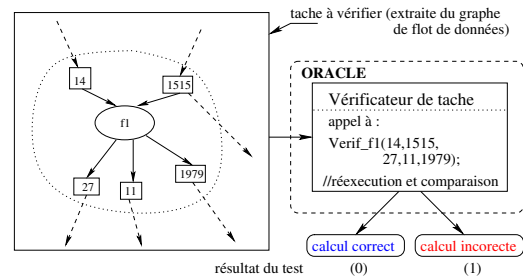 tache à vérifier (extraite du graphe
de flot de données)
14
1515
f1
27
11
1979
ORACLE
Vérificateur de tache
appel à :
Verif_f1(14,1515,
27,11,1979);
//réexecution et comparaison
calcul correct
calcul incorecte
résultat du test
(0)
(1)